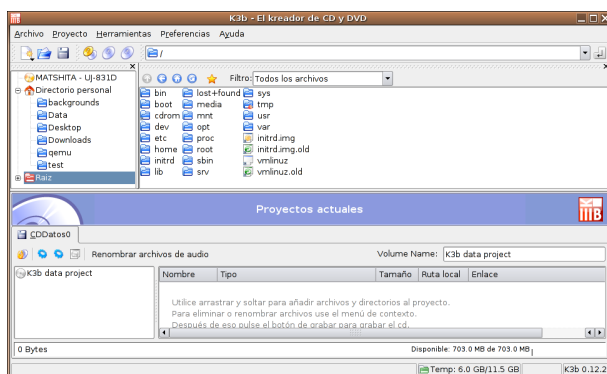 K3b - El kreador de CD y DVD
Archivo Proyecto Herramientas Preferencias Ayuda
/
MATSHITA - UJ-831D
Directorio personal
backgrounds
Data
Desktop
Downloads
qemu
test
Raiz
Filtro: Todos los archivos
bin lost+found sys
boot media tmp
cdrom mnt usr
dev opt var
etc proc initrd.img
home root initrd.img.old
initrd sbin vmlinuz
lib srv vmlinuz.old
Proyectos actuales
CDDatos0
Renombrar archivos de audio Volume Name: K3b data project
K3b data project
Nombre Tipo Tamaño Ruta local Enlace
Utilice arrastrar y soltar para añadir archivos y directorios al proyecto.
Para eliminar o renombrar archivos use el menú de contexto.
Después de eso pulse el botón de grabar para grabar el cd.
0 Bytes Disponible: 703.0 MB de 703.0 MB
Temp: 6.0 GB/11.5 GB K3b 0.12.2